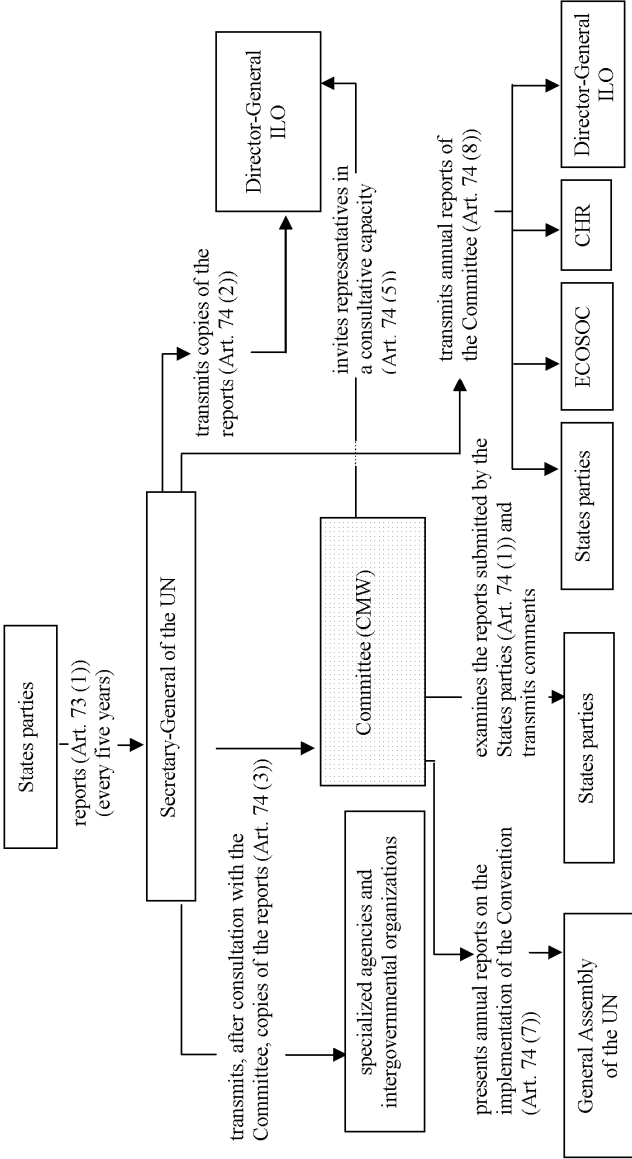 States parties
reports (Art. 73 (1))
(every five years)
Secretary-General of the UN
transmits, after consultation with the
Committee, copies of the reports (Art. 74 (3))
transmits copies of the
reports (Art. 74 (2))
Director-General
ILO
specialized agencies and
intergovernmental organizations
Committee (CMW)
invites representatives in
a consultative capacity
(Art. 74 (5))
presents annual reports on the
implementation of the Convention
(Art. 74 (7))
examines the reports submitted by the
States parties (Art. 74 (1)) and
transmits comments
transmits annual reports of
the Committee (Art. 74 (8))
General Assembly
of the UN
States parties
States parties
ECOSOC
CHR
Director-General
ILO